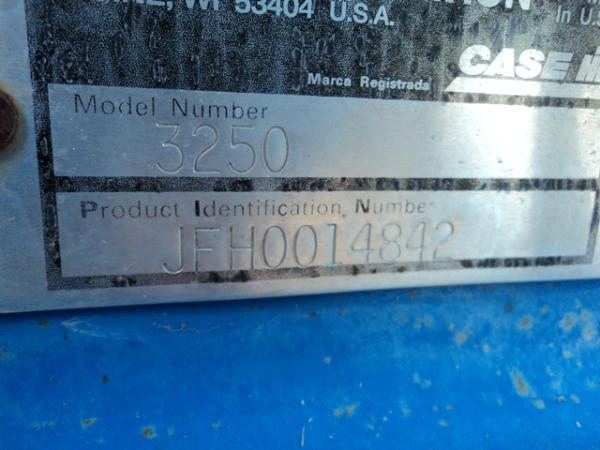 WI 53404 U.S.A.
In U.S
Marca Registrada
CASE
Model Number
3250
Product Identification Number
JFH0014842